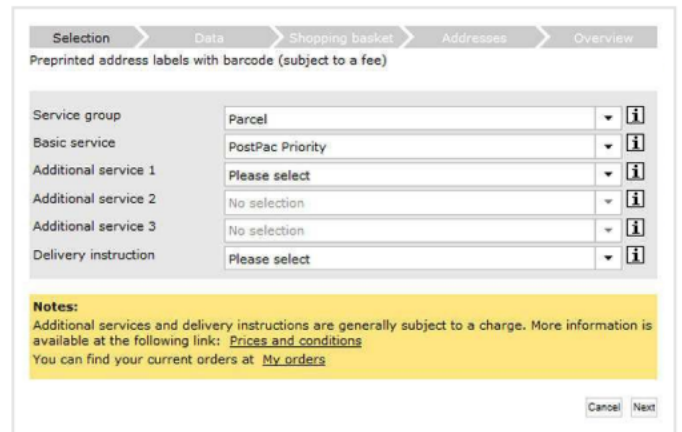 Selection Data Shopping basket Addresses Overview
Preprinted address labels with barcode (subject to a fee)
Service group Parcel i
Basic service PostPac Priority i
Additional service 1 Please select i
Additional service 2 No selection i
Additional service 3 No selection i
Delivery instruction Please select i
Notes:
Additional services and delivery instructions are generally subject to a charge. More information is
available at the following link: Prices and conditions
You can find your current orders at My orders
Cancel Next